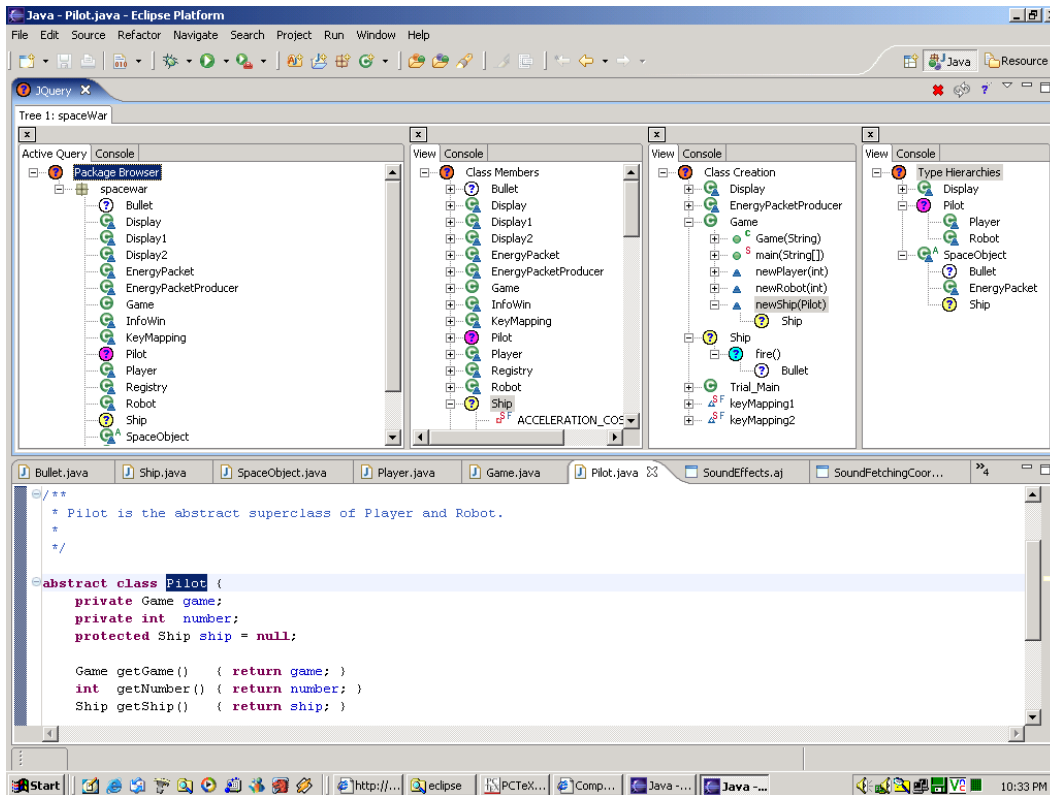 Java - Pilot.java - Eclipse Platform
File Edit Source Refactor Navigate Search Project Run Window Help
Java
Resource
JQuery
Tree 1: spaceWar
Active Query Console
Package Browser
spacewar
Bullet
Display
Display1
Display2
EnergyPacket
EnergyPacketProducer
Game
InfoWin
KeyMapping
Pilot
Player
Registry
Robot
Ship
SpaceObject
View Console
Class Members
Bullet
Display
Display1
Display2
EnergyPacket
EnergyPacketProducer
Game
InfoWin
KeyMapping
Pilot
Player
Registry
Robot
Ship
ACCELERATION_COS
View Console
Class Creation
Display
EnergyPacketProducer
Game
Game(String)
main(String[])
newPlayer(int)
newRobot(int)
newShip(Pilot)
Ship
Ship
fire()
Bullet
Trial_Main
keyMapping1
keyMapping2
View Console
Type Hierarchies
Display
Pilot
Player
Robot
SpaceObject
Bullet
EnergyPacket
Ship
Bullet.java Ship.java SpaceObject.java Player.java Game.java Pilot.java SoundEffects.aj SoundFetchingCoor... »4
/**
* Pilot is the abstract superclass of Player and Robot.
*
*/
abstract class Pilot {
private Game game;
private int number;
protected Ship ship = null;
Game getGame() { return game; }
int getNumber() { return number; }
Ship getShip() { return ship; }
Start http://... eclipse PCTeX... Comp... Java -... Java -... 10:33 PM